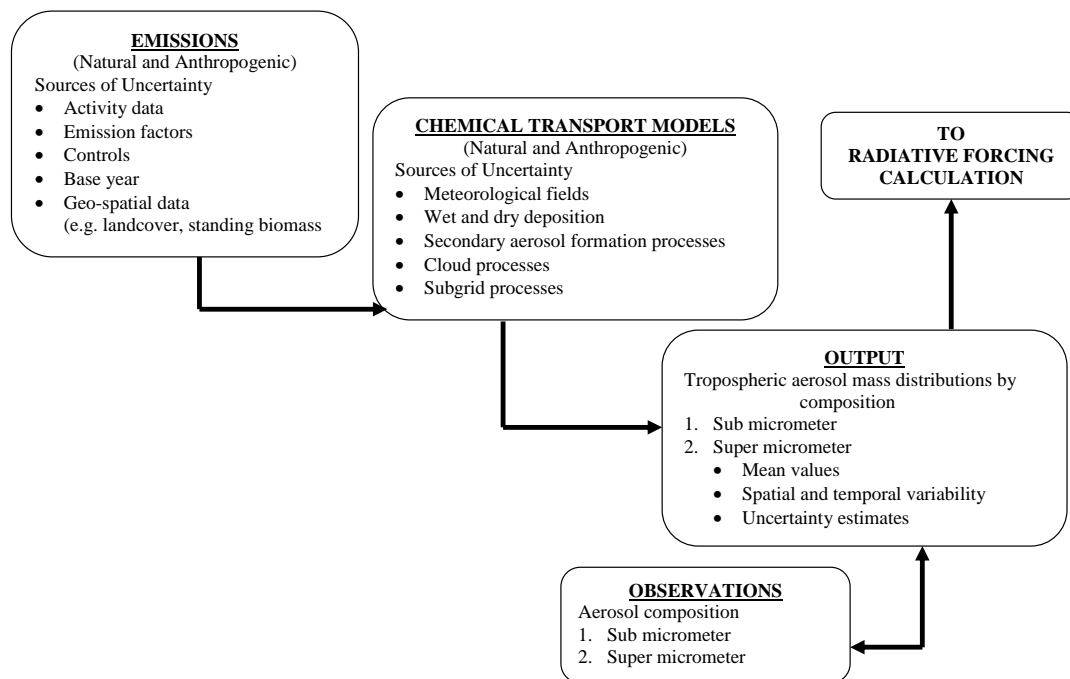 EMISSIONS
(Natural and Anthropogenic)
Sources of Uncertainty
• Activity data
• Emission factors
• Controls
• Base year
• Geo-spatial data
(e.g. landcover, standing biomass
CHEMICAL TRANSPORT MODELS
(Natural and Anthropogenic)
Sources of Uncertainty
• Meteorological fields
• Wet and dry deposition
• Secondary aerosol formation processes
• Cloud processes
• Subgrid processes
TO
RADIATIVE FORCING
CALCULATION
OUTPUT
Tropospheric aerosol mass distributions by
composition
1. Sub micrometer
2. Super micrometer
• Mean values
• Spatial and temporal variability
• Uncertainty estimates
OBSERVATIONS
Aerosol composition
1. Sub micrometer
2. Super micrometer